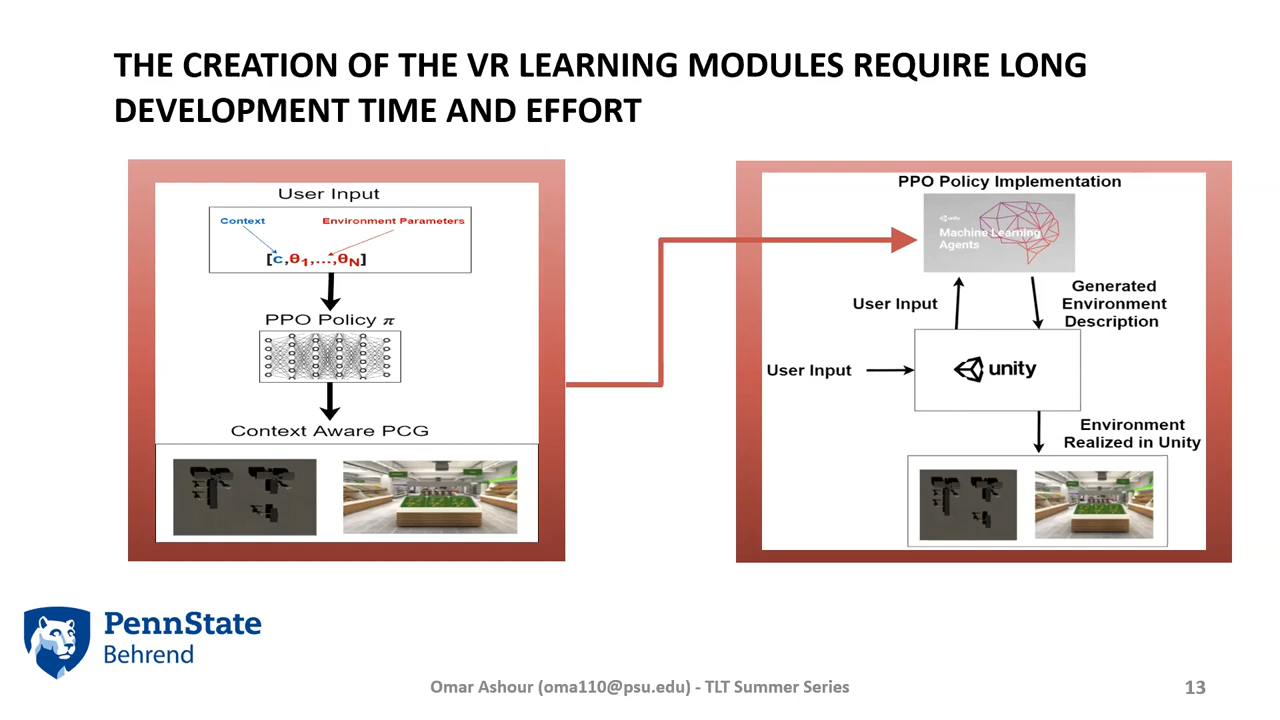 THE CREATION OF THE VR LEARNING MODULES REQUIRE LONG
DEVELOPMENT TIME AND EFFORT
User Input
Context
Environment Parameters
[c,θ1,...,θN]
PPO Policy π
Context Aware PCG
PPO Policy Implementation
unity
Machine Learning
Agents
User Input
Generated
Environment
Description
User Input
unity
Environment
Realized in Unity
PennState
Behrend
Omar Ashour (oma110@psu.edu) - TLT Summer Series
13